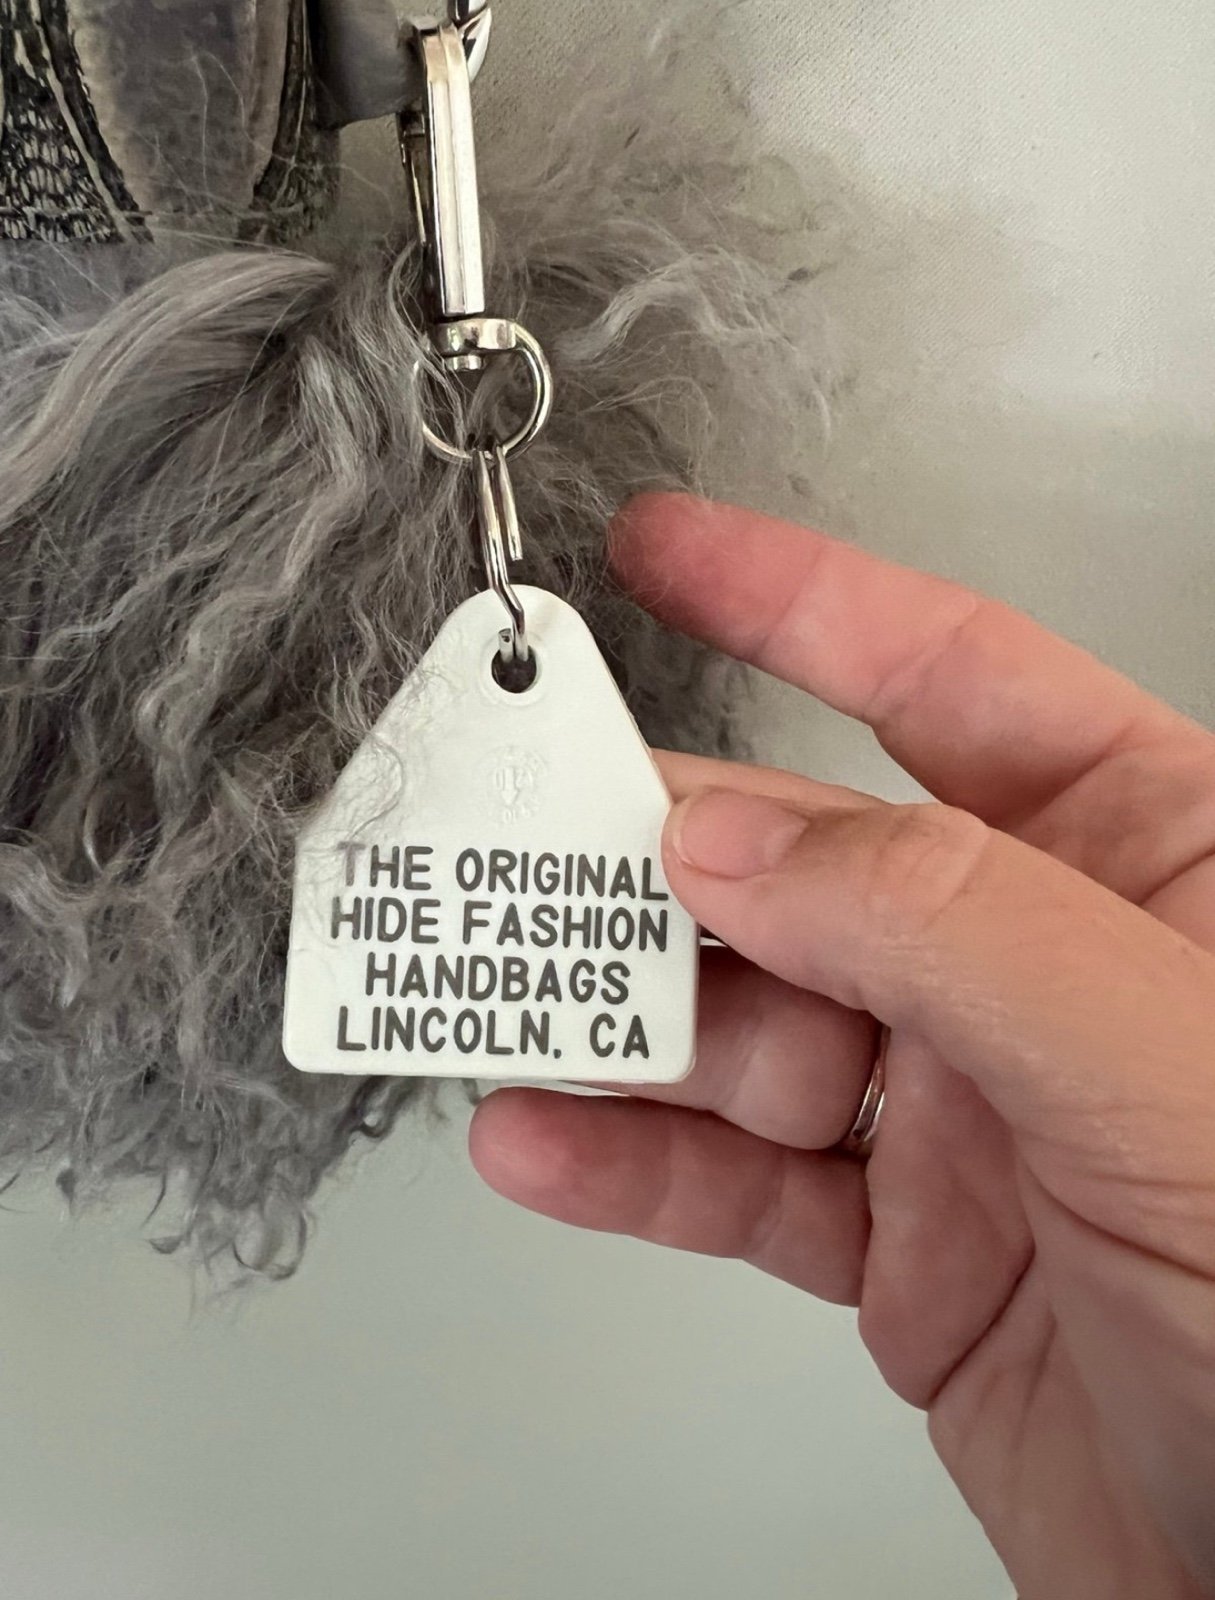 THE ORIGINAL
HIDE FASHION
HANDBAGS
LINCOLN, CA